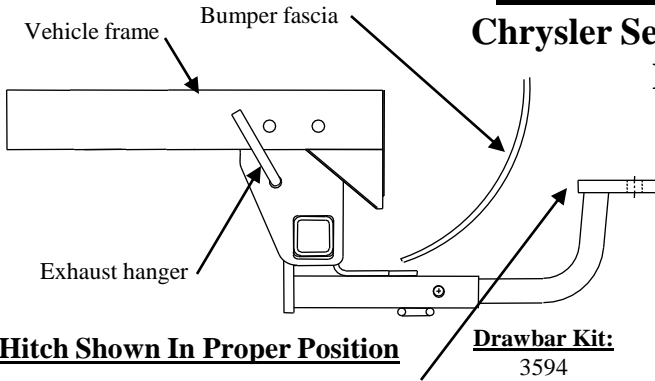 Bumper fascia
Vehicle frame
Chrysler Se
Exhaust hanger
Hitch Shown In Proper Position
Drawbar Kit:
3594